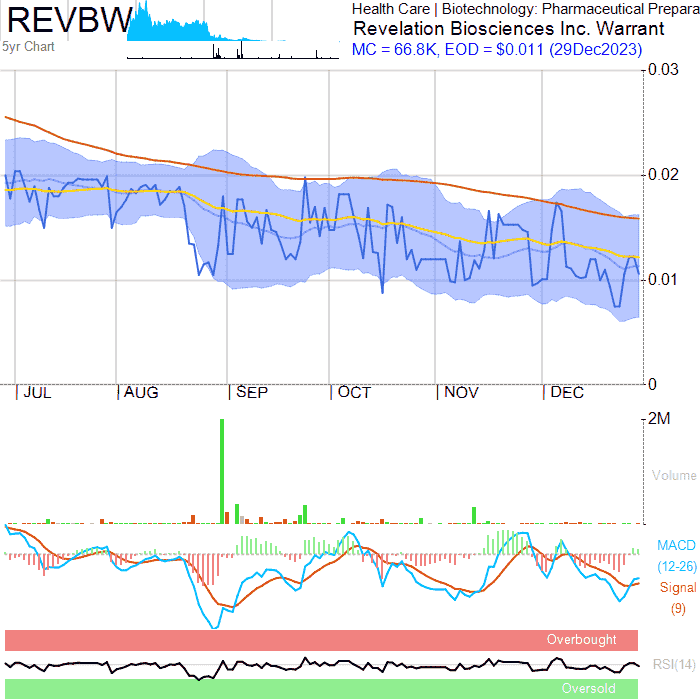 REVBW
Health Care | Biotechnology: Pharmaceutical Prepara
Revelation Biosciences Inc. Warrant
5yr Chart
MC = 66.8K, EOD = $0.011 (29Dec2023)
0.03
0.02
0.01
0
JUL AUG SEP OCT NOV DEC
2M
Volume
MACD
(12-26)
Signal
(9)
Overbought
RSI(14)
Oversold